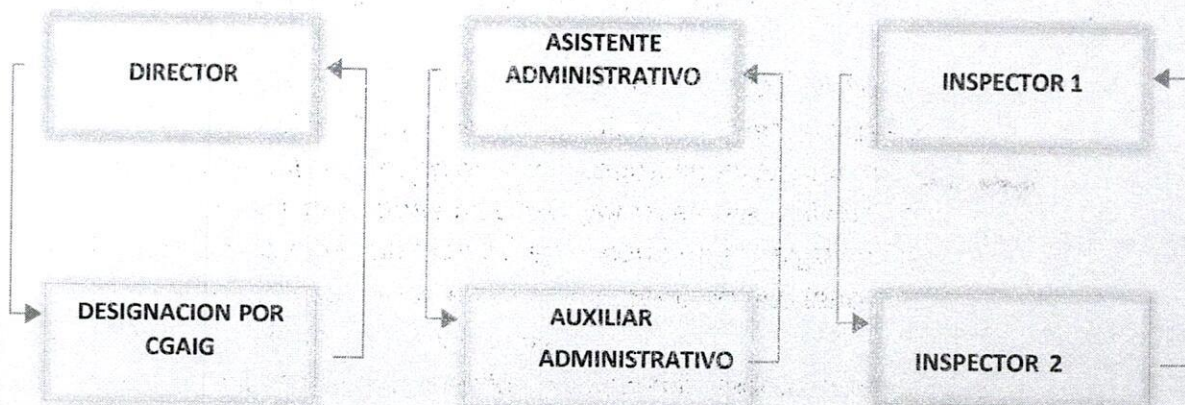 DIRECTOR
ASISTENTE
ADMINISTRATIVO
INSPECTOR 1
DESIGNACION POR
CGAIG
AUXILIAR
ADMINISTRATIVO
INSPECTOR 2